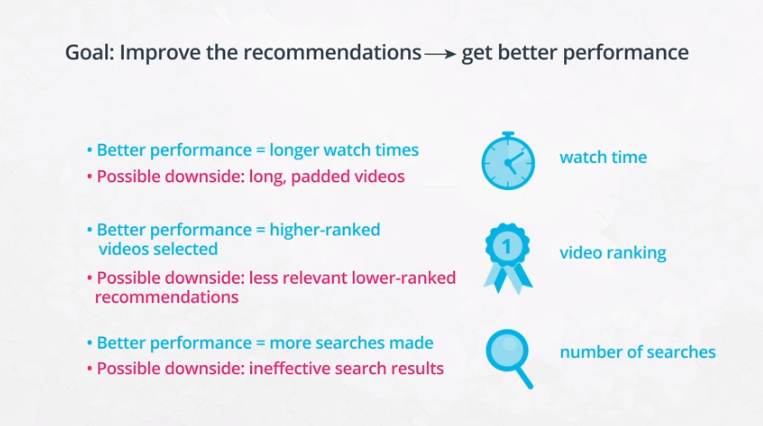 Goal: Improve the recommendations → get better performance
• Better performance = longer watch times
• Possible downside: long, padded videos
watch time
• Better performance = higher-ranked
videos selected
• Possible downside: less relevant lower-ranked
recommendations
1
video ranking
• Better performance = more searches made
• Possible downside: ineffective search results
number of searches